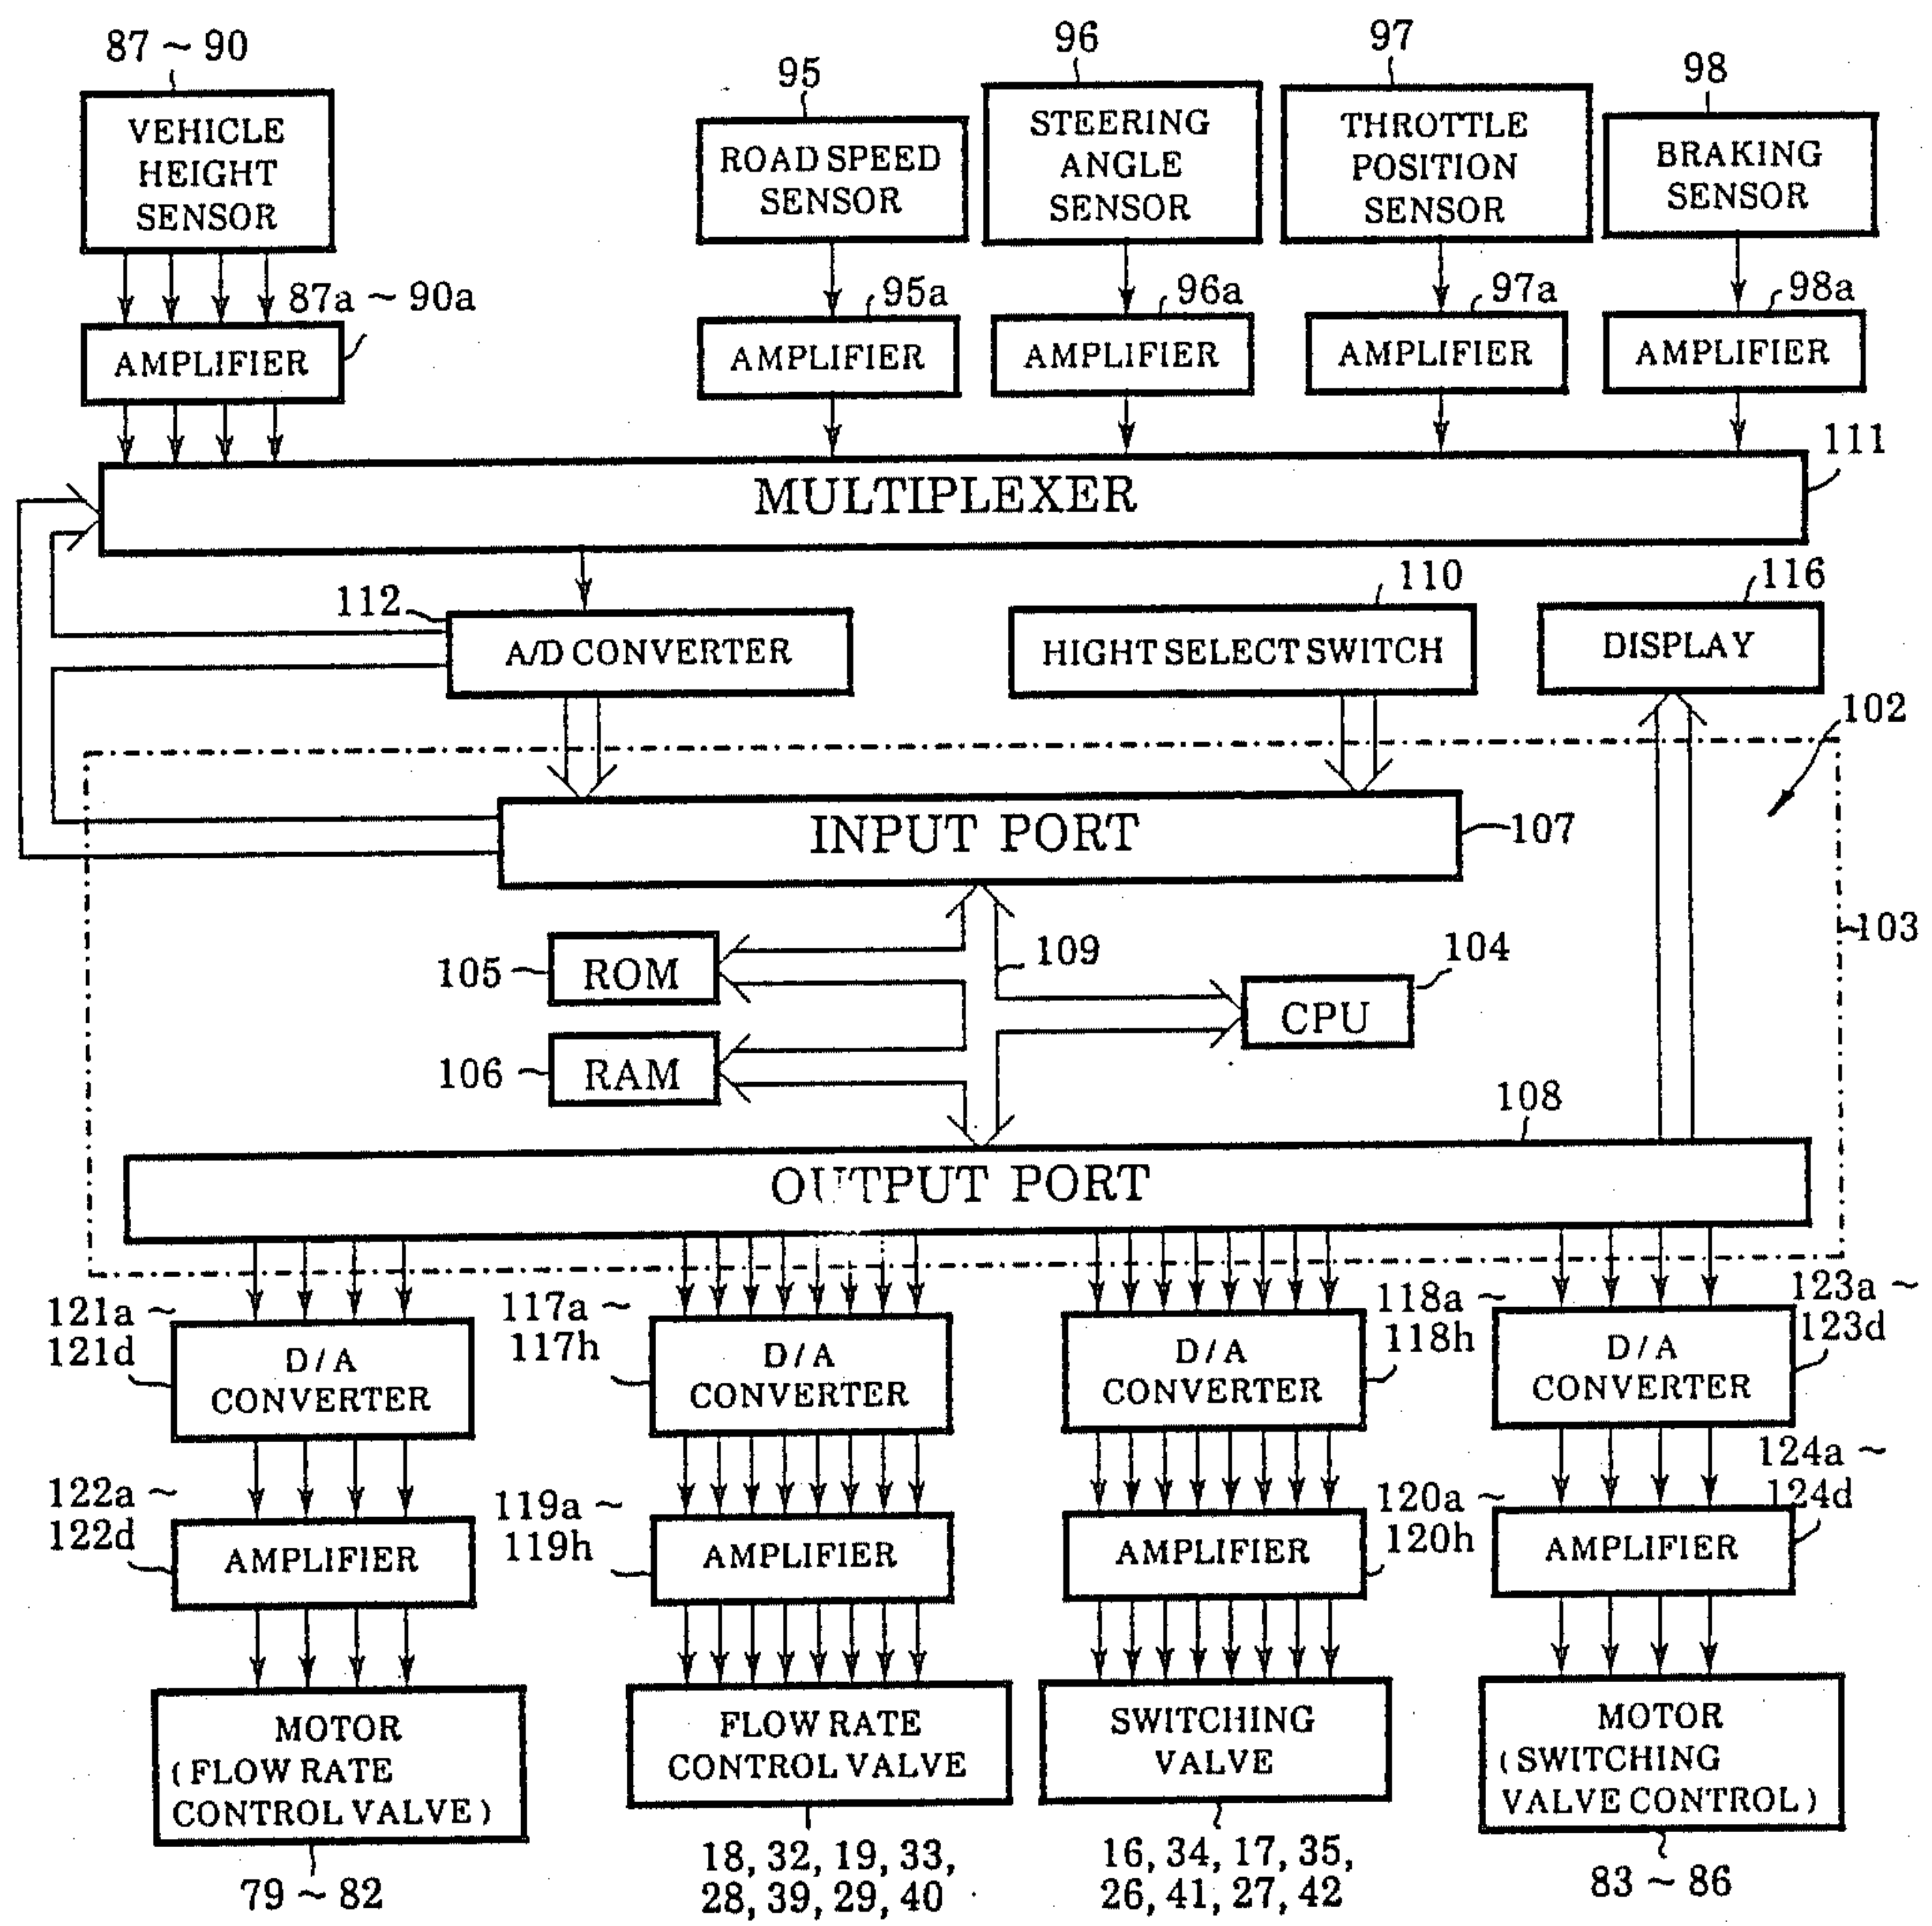 87 ~ 90
95
96
97
98
VEHICLE
HEIGHT
SENSOR
ROAD SPEED
SENSOR
STEERING
ANGLE
SENSOR
THROTTLE
POSITION
SENSOR
BRAKING
SENSOR
87a ~ 90a
95a
96a
97a
98a
AMPLIFIER
AMPLIFIER
AMPLIFIER
AMPLIFIER
AMPLIFIER
111
MULTIPLEXER
112
110
116
A/D CONVERTER
HIGHT SELECT SWITCH
DISPLAY
102
INPUT PORT
107
103
105 ~
ROM
109
104
CPU
106 ~
RAM
108
OUTPUT PORT
121a ~
121d
117a ~
117h
118a ~
118h
123a ~
123d
D/A
CONVERTER
D/A
CONVERTER
D/A
CONVERTER
D/A
CONVERTER
122a ~
122d
119a ~
119h
120a ~
120h
124a ~
124d
AMPLIFIER
AMPLIFIER
AMPLIFIER
AMPLIFIER
MOTOR
(FLOW RATE
CONTROL VALVE)
FLOW RATE
CONTROL VALVE
SWITCHING
VALVE
MOTOR
(SWITCHING
VALVE CONTROL)
79 ~ 82
18, 32, 19, 33,
28, 39, 29, 40
16, 34, 17, 35,
26, 41, 27, 42
83 ~ 86